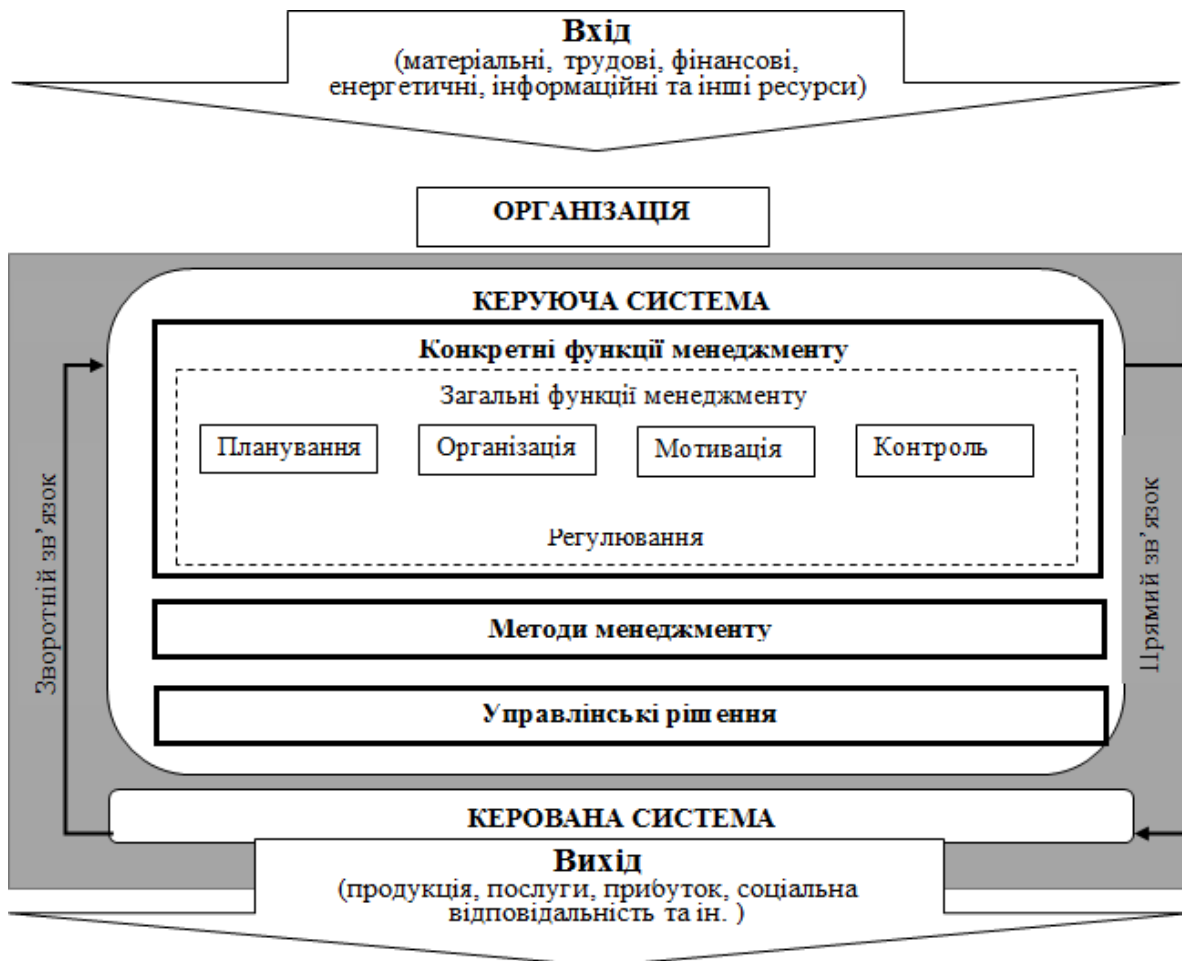 Вхід
(матеріальні, трудові, фінансові,
енергетичні, інформаційні та інші ресурси)
ОРГАНІЗАЦІЯ
КЕРУЮЧА СИСТЕМА
Конкретні функції менеджменту
Загальні функції менеджменту
Планування
Організація
Мотивація
Контроль
Регулювання
Методи менеджменту
Управлінські рішення
Зворотній зв’язок
Прямий зв’язок
КЕРОВАНА СИСТЕМА
Вихід
(продукція, послуги, прибуток, соціальна
відповідальність та ін. )